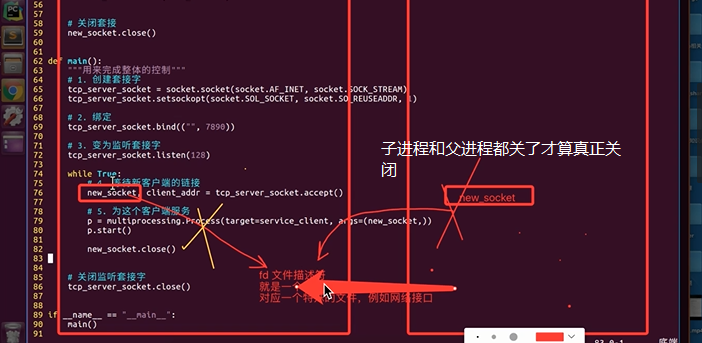 56
57
58 # 关闭套接
59 new_socket.close()
60
61
62 def main():
63 """用来完成整体的控制"""
64 # 1. 创建套接字
65 tcp_server_socket = socket.socket(socket.AF_INET, socket.SOCK_STREAM)
66 tcp_server_socket.setsockopt(socket.SOL_SOCKET, socket.SO_REUSEADDR, 1)
67
68 # 2. 绑定
69 tcp_server_socket.bind(("", 7890))
70
71 # 3. 变为监听套接字
72 tcp_server_socket.listen(128)
73
子进程和父进程都关了才算真正关
闭
74 while True:
75 # 4. 等待新客户端的链接
76 new_socket, client_addr = tcp_server_socket.accept()
new_socket
77
78 # 5. 为这个客户端服务
79 p = multiprocessing.Process(target=service_client, args=(new_socket,))
80 p.start()
81
82 new_socket.close()
83
84
fd 文件描述符
85 # 关闭监听套接字
就是一个
86 tcp_server_socket.close()
对应一个特殊的文件，例如网络接口
87
88
89 if __name__ == "__main__":
90 main()
91
83,0-1
底端